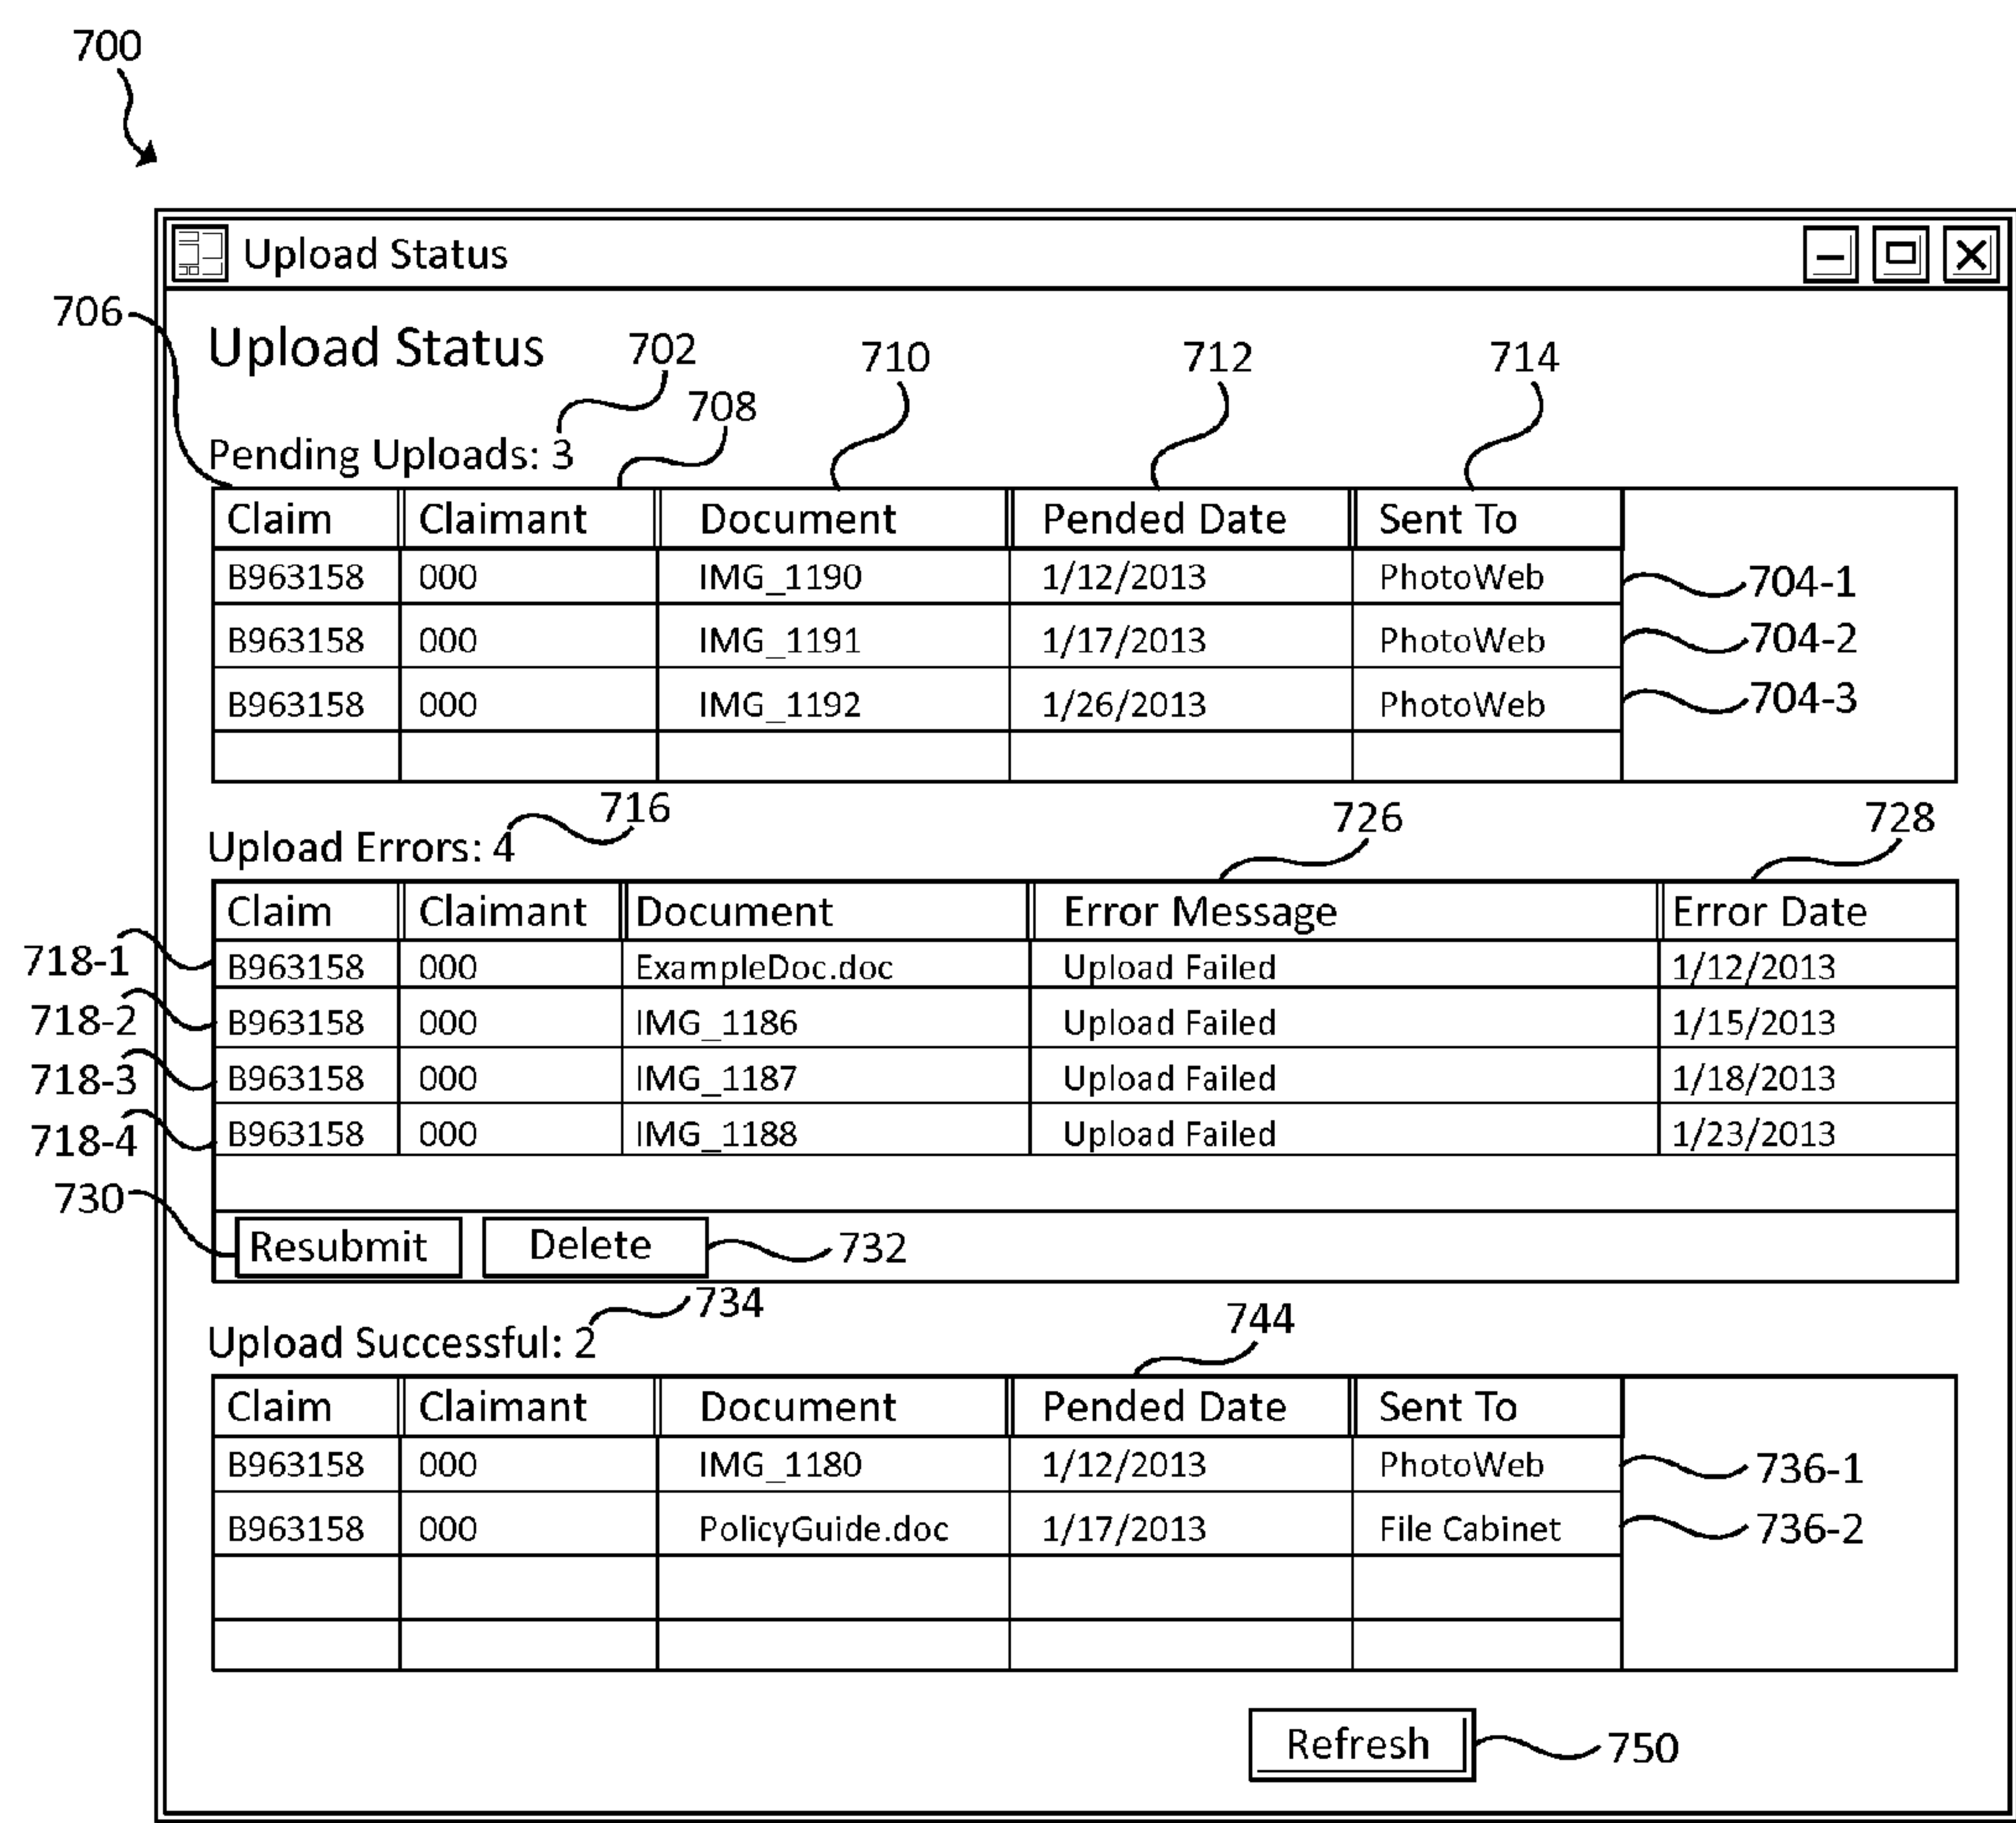 700
Upload Status
706
Upload Status 702 710 712 714
708
Pending Uploads: 3
Claim Claimant Document Pended Date Sent To
B963158 000 IMG_1190 1/12/2013 PhotoWeb 704-1
B963158 000 IMG_1191 1/17/2013 PhotoWeb 704-2
B963158 000 IMG_1192 1/26/2013 PhotoWeb 704-3
716 726 728
Upload Errors: 4
Claim Claimant Document Error Message Error Date
718-1 B963158 000 ExampleDoc.doc Upload Failed 1/12/2013
718-2 B963158 000 IMG_1186 Upload Failed 1/15/2013
718-3 B963158 000 IMG_1187 Upload Failed 1/18/2013
718-4 B963158 000 IMG_1188 Upload Failed 1/23/2013
730
Resubmit Delete 732
734 744
Upload Successful: 2
Claim Claimant Document Pended Date Sent To
B963158 000 IMG_1180 1/12/2013 PhotoWeb 736-1
B963158 000 PolicyGuide.doc 1/17/2013 File Cabinet 736-2
Refresh 750